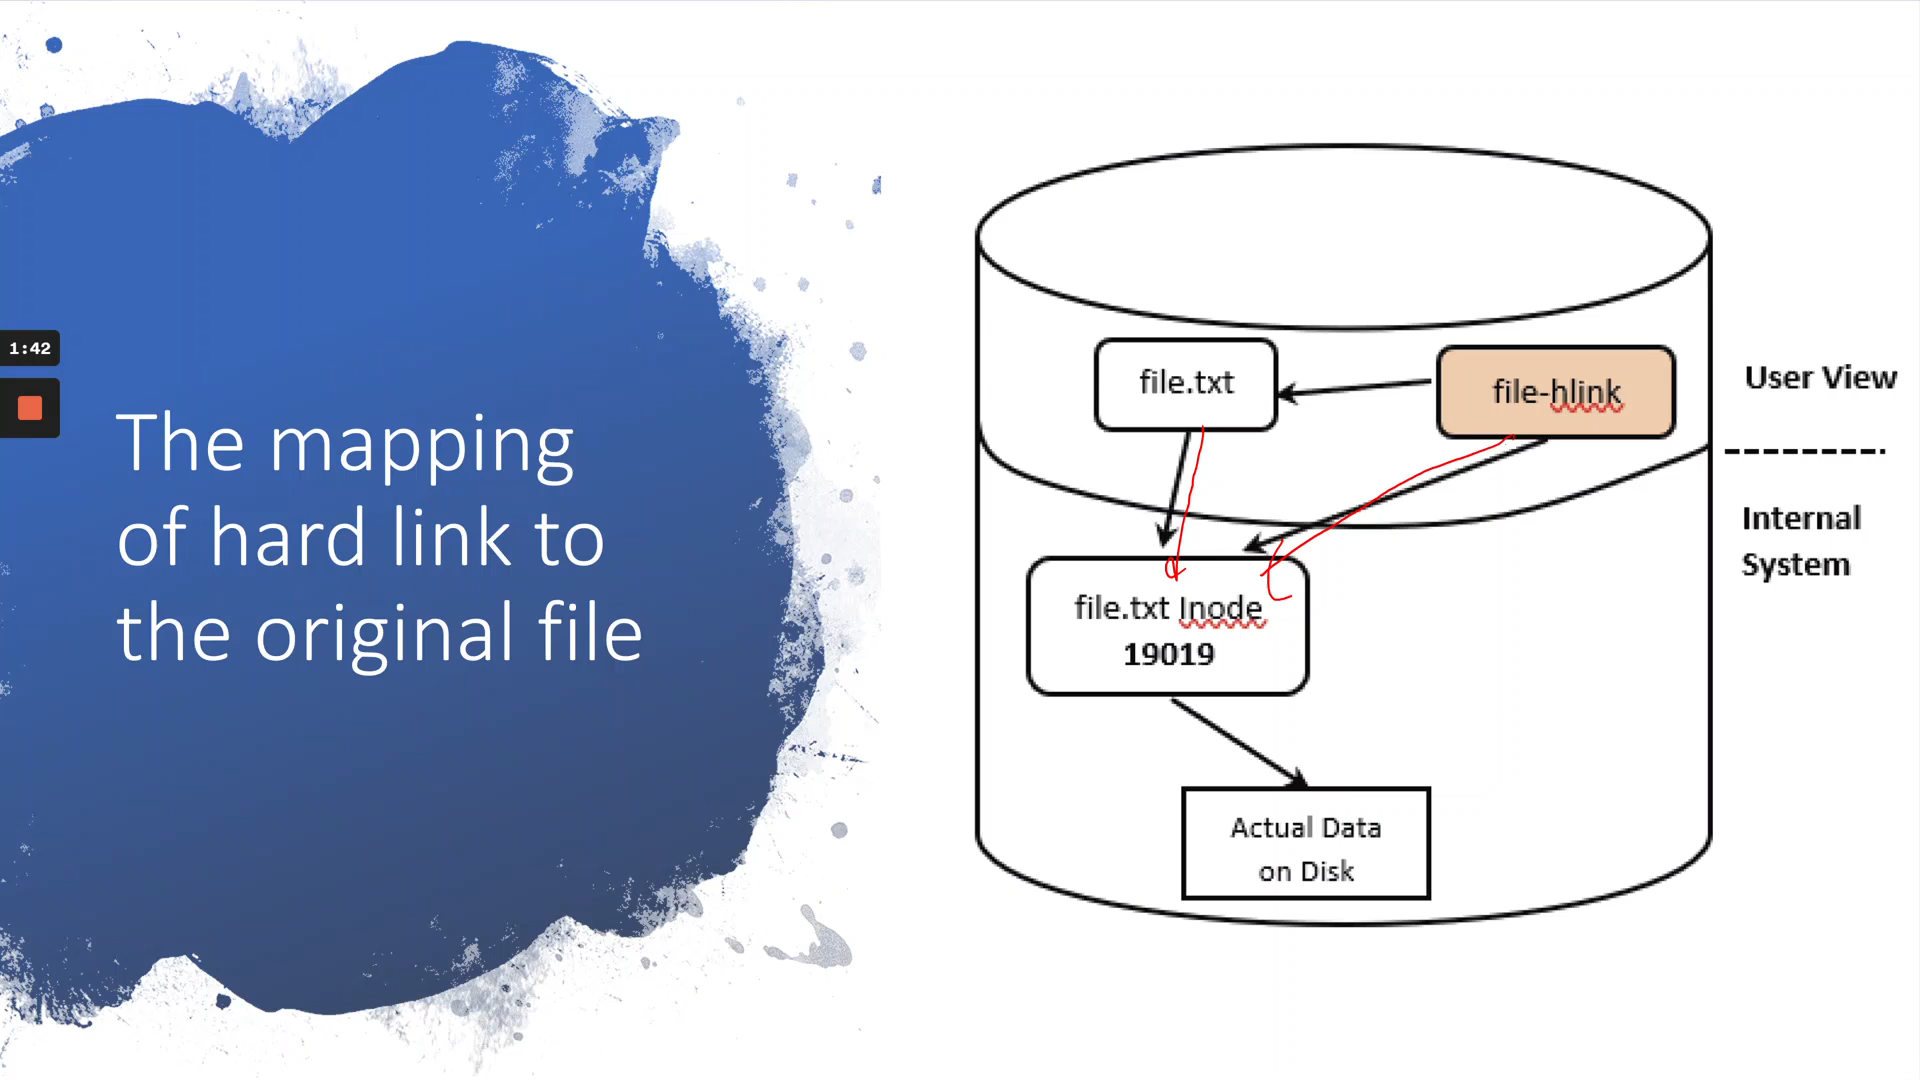 1:42
The mapping
of hard link to
the original file
file.txt
file-hlink
User View
Internal
System
file.txt Inode
19019
Actual Data
on Disk